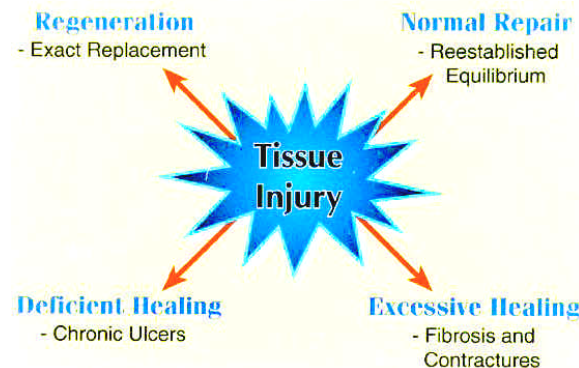 Regeneration
- Exact Replacement
Normal Repair
- Reestablished
Equilibrium
Tissue
Injury
Deficient Healing
- Chronic Ulcers
Excessive Healing
- Fibrosis and
Contractures